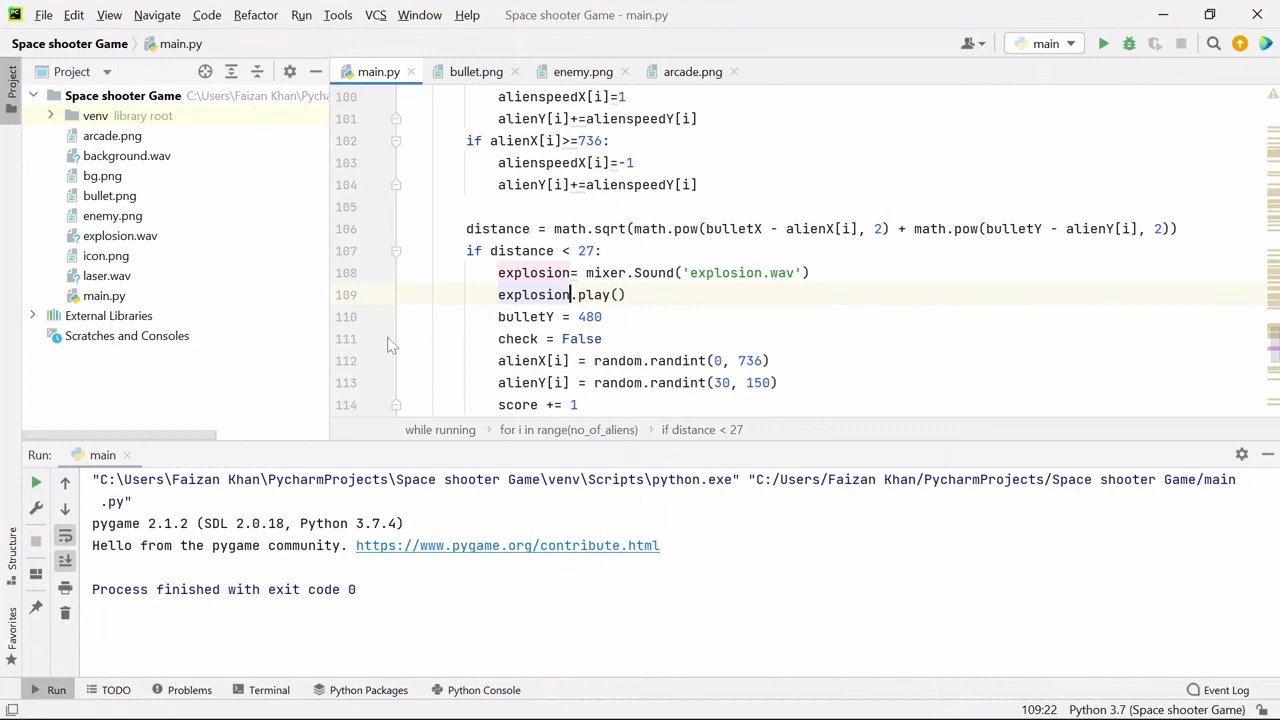 File Edit View Navigate Code Refactor Run Tools VCS Window Help Space shooter Game - main.py
Space shooter Game main.py main
Project
main.py bullet.png enemy.png arcade.png
Project
Space shooter Game C:\Users\Faizan Khan\Pycha
venv library root
arcade.png
background.wav
bg.png
bullet.png
enemy.png
explosion.wav
icon.png
laser.wav
main.py
External Libraries
Scratches and Consoles
100 alienspeedX[i]=1
101 alienY[i]+=alienspeedY[i]
102 if alienX[i]>=736:
103 alienspeedX[i]=-1
104 alienY[i]+=alienspeedY[i]
105
106 distance = math.sqrt(math.pow(bulletX - alienX[i], 2) + math.pow(bulletY - alienY[i], 2))
107 if distance < 27:
108 explosion= mixer.Sound('explosion.wav')
109 explosion.play()
110 bulletY = 480
111 check = False
112 alienX[i] = random.randint(0, 736)
113 alienY[i] = random.randint(30, 150)
114 score += 1
while running for i in range(no_of_aliens) if distance < 27
Run: main
"C:\Users\Faizan Khan\PycharmProjects\Space shooter Game\venv\Scripts\python.exe" "C:/Users/Faizan Khan/PycharmProjects/Space shooter Game/main
.py"
pygame 2.1.2 (SDL 2.0.18, Python 3.7.4)
Hello from the pygame community. https://www.pygame.org/contribute.html
Process finished with exit code 0
Structure
Favorites
Run TODO Problems Terminal Python Packages Python Console Event Log
109:22 Python 3.7 (Space shooter Game)